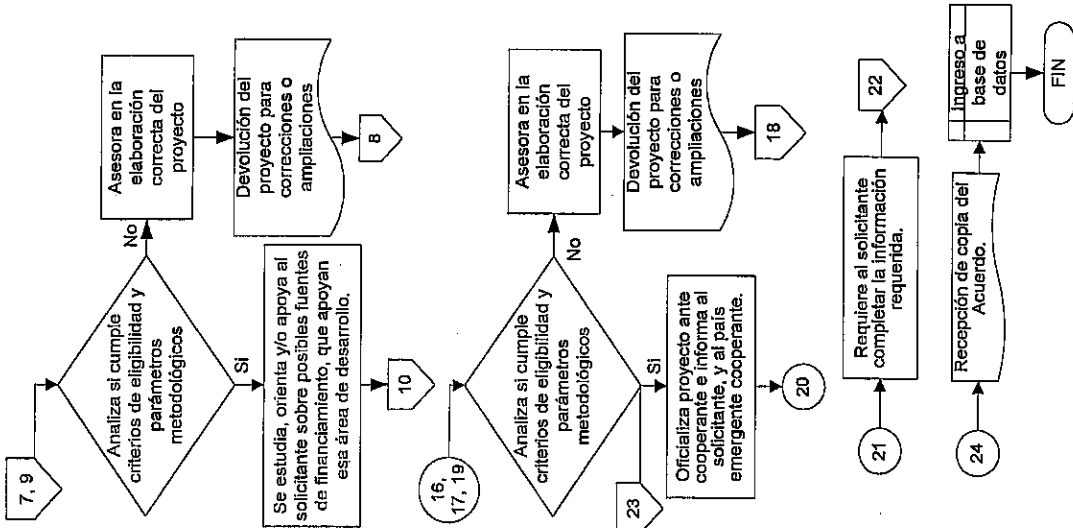 7, 9
Analiza si cumple
criterios de eligibilidad y
parámetros
metodológicos
No
Asesora en la
elaboración
correcta del
proyecto
Devolución del
proyecto para
correcciones o
ampliaciones
8
Si
Se estudia, orienta y/o apoya al
solicitante sobre posibles fuentes
de financiamiento, que apoyan
esa área de desarrollo.
10
16,
17, 19
Analiza si cumple
criterios de eligibilidad y
parámetros
metodológicos
No
Asesora en la
elaboración
correcta del
proyecto
Devolución del
proyecto para
correcciones o
ampliaciones
18
23
Si
Oficializa proyecto ante
cooperante e informa al
solicitante, y al país
emergente cooperante.
20
21
Requiere al solicitante
completar la información
requerida.
22
24
Recepción de copia del
Acuerdo.
Ingreso a
base de
datos
FIN